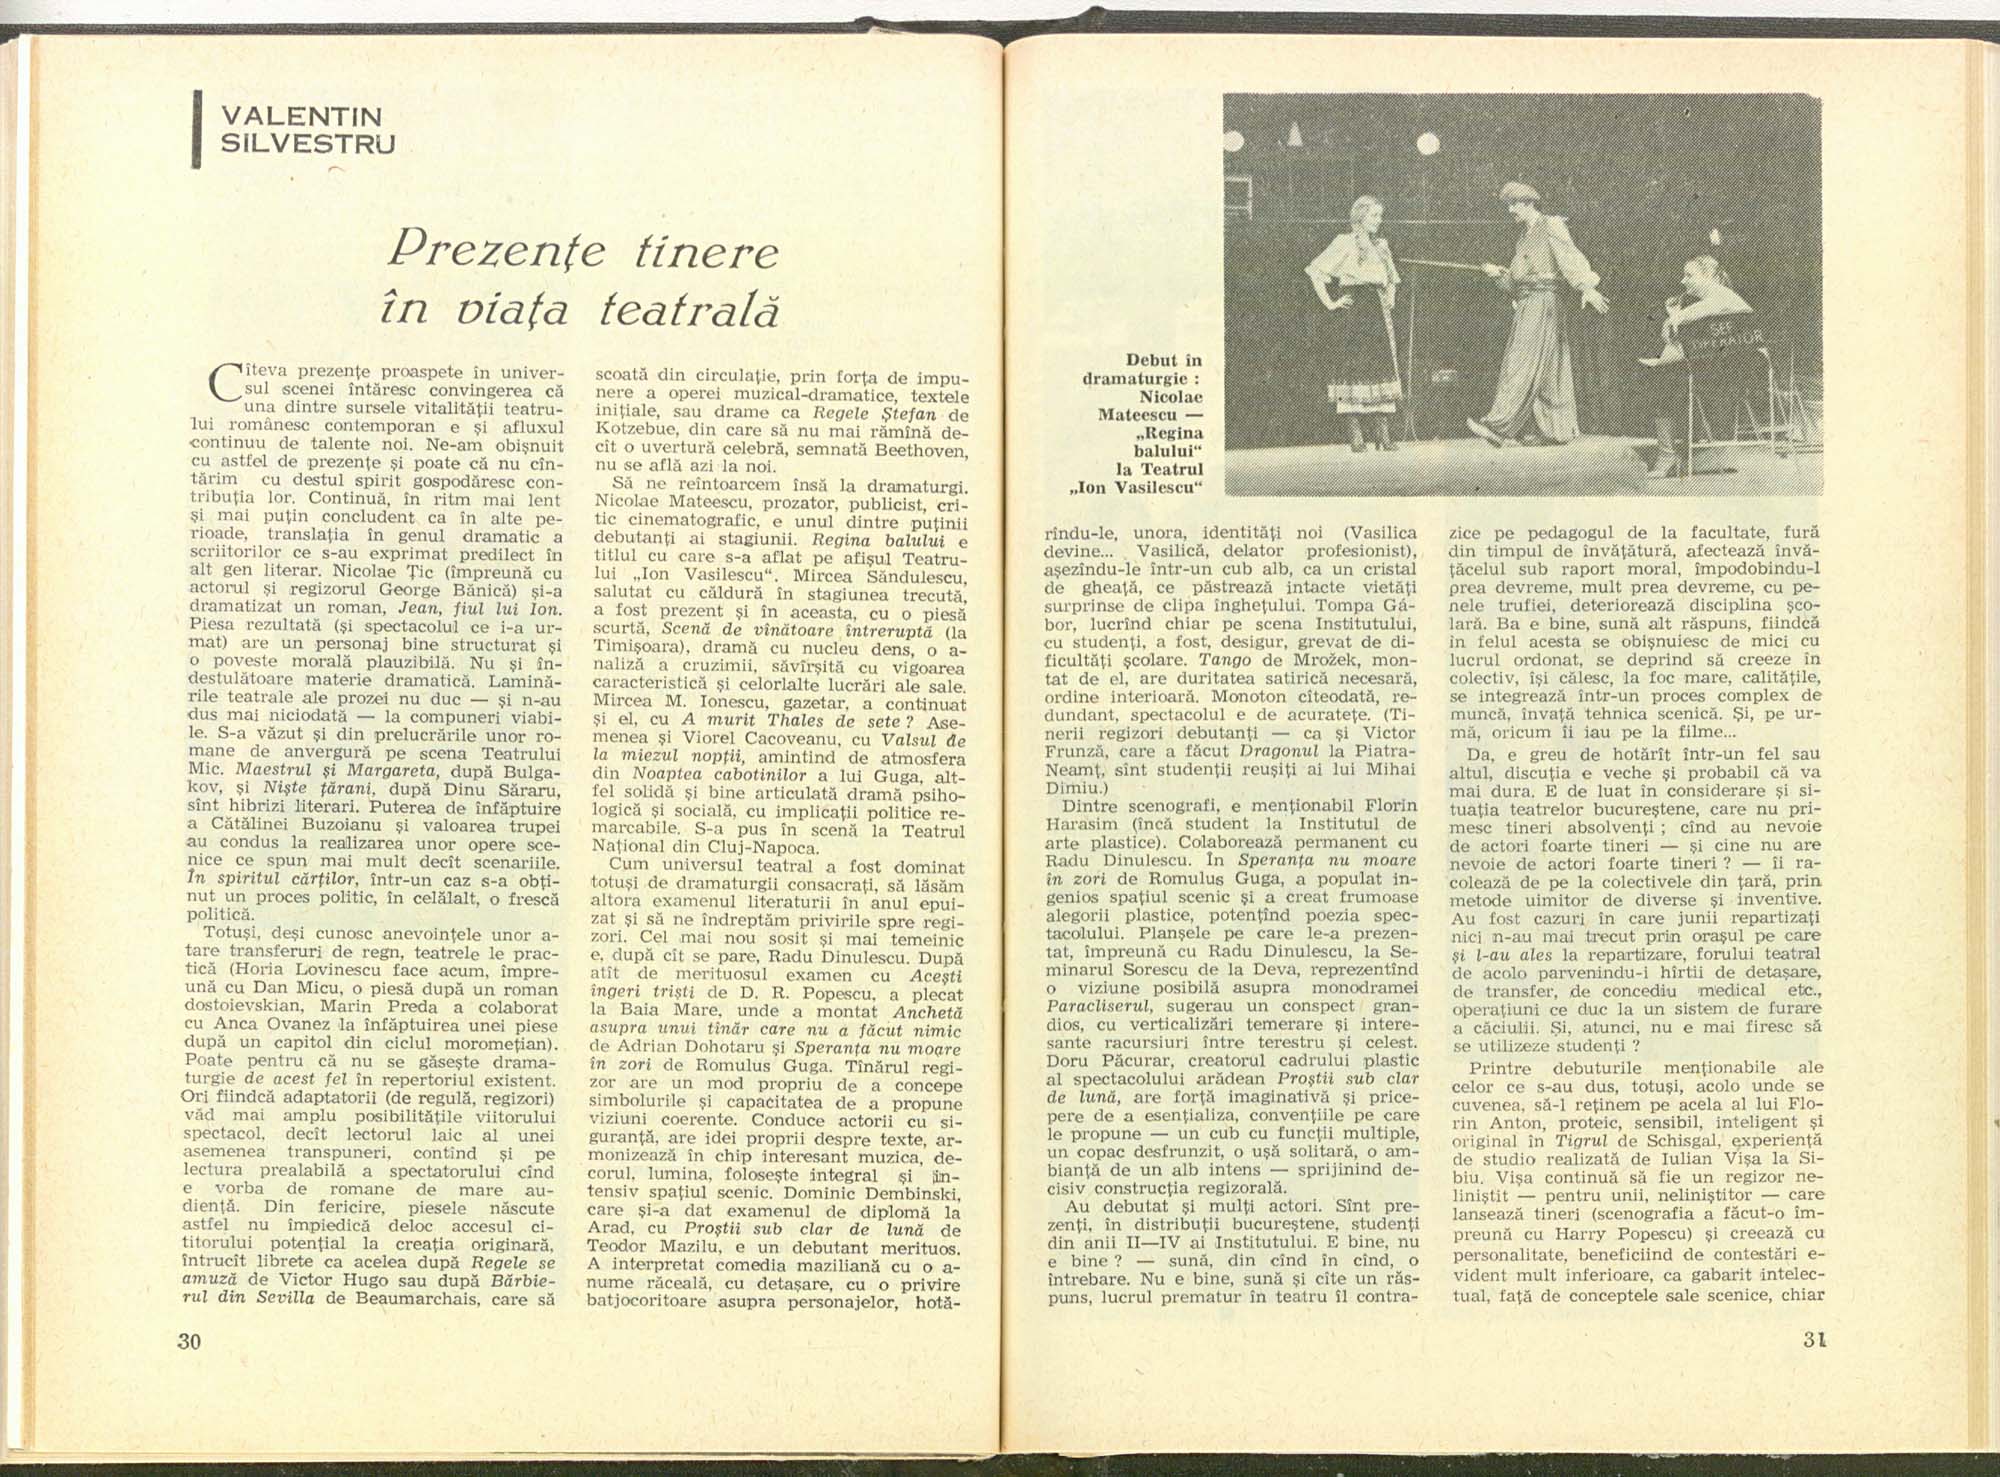 VALENTIN
SILVESTRU
Prezențe tinere
în viața teatrală
Cîteva prezențe proaspete în univer-
sul scenei întăresc convingerea că
una dintre sursele vitalității teatru-
lui românesc contemporan e și afluxul
continuu de talente noi. Ne-am obișnuit
cu astfel de prezențe și poate că nu cîn-
tărim cu destul spirit gospodăresc con-
tribuția lor. Continuă, în ritm mai lent
și mai puțin concludent ca în alte pe-
rioade, translația în genul dramatic a
scriitorilor ce s-au exprimat predilect în
alt gen literar. Nicolae Țic (împreună cu
actorul și regizorul George Bănică) și-a
dramatizat un roman, Jean, fiul lui Ion.
Piesa rezultată (și spectacolul ce i-a ur-
mat) are un personaj bine structurat și
o poveste morală plauzibilă. Nu și în-
destulătoare materie dramatică. Laminǎ-
rile teatrale ale prozei nu duc — și n-au
dus mai niciodată — la compuneri viabi-
le. S-a văzut și din prelucrările unor ro-
mane de anvergură pe scena Teatrului
Mic. Maestrul și Margareta, după Bulga-
kov, și Niște țărani, după Dinu Săraru,
sînt hibrizi literari. Puterea de înfăptuire
a Cătălinei Buzoianu și valoarea trupei
au condus la realizarea unor opere sce-
nice ce spun mai mult decît scenariile.
În spiritul cărților, într-un caz s-a obți-
nut un proces politic, în celălalt, o frescă
politică.
Totuși, deși cunosc anevoințele unor a-
tare transferuri de regn, teatrele le prac-
tică (Horia Lovinescu face acum, împre-
ună cu Dan Micu, o piesă după un roman
dostoievskian, Marin Preda a colaborat
cu Anca Ovanez la înfăptuirea unei piese
după un capitol din ciclul moromețian).
Poate pentru că nu se găsește drama-
turgie de acest fel în repertoriul existent.
Ori fiindcă adaptatorii (de regulă, regizori)
văd mai amplu posibilitățile viitorului
spectacol, decît lectorul laic al unei
asemenea transpuneri, contînd și pe
lectura prealabilă a spectatorului cînd
e vorba de romane de mare au-
diență. Din fericire, piesele născute
astfel nu împiedică deloc accesul ci-
titorului potențial la creația originară,
întrucît librete ca acelea după Regele se
amuză de Victor Hugo sau după Bărbie-
rul din Sevilla de Beaumarchais, care să
scoată din circulație, prin forța de impu-
nere a operei muzical-dramatice, textele
inițiale, sau drame ca Regele Ștefan de
Kotzebue, din care să nu mai rămînă de-
cît o uvertură celebră, semnată Beethoven,
nu se află azi la noi.
Să ne reîntoarcem însă la dramaturgi.
Nicolae Mateescu, prozator, publicist, cri-
tic cinematografic, e unul dintre puținii
debutanți ai stagiunii. Regina balului e
titlul cu care s-a aflat pe afișul Teatru-
lui „Ion Vasilescu“. Mircea Săndulescu,
salutat cu căldură în stagiunea trecută,
a fost prezent și în aceasta, cu o piesă
scurtă, Scenă de vînătoare întreruptă (la
Timișoara), dramă cu nucleu dens, o a-
naliză a cruzimii, săvîrșită cu vigoarea
caracteristică și celorlalte lucrări ale sale.
Mircea M. Ionescu, gazetar, a continuat
și el, cu A murit Thales de sete ? Ase-
menea și Viorel Cacoveanu, cu Valsul de
la miezul nopții, amintind de atmosfera
din Noaptea cabotinilor a lui Guga, alt-
fel solidă și bine articulată dramă psiho-
logică și socială, cu implicații politice re-
marcabile. S-a pus în scenă la Teatrul
Național din Cluj-Napoca.
Cum universul teatral a fost dominat
totuși de dramaturgii consacrați, să lăsăm
altora examenul literaturii în anul epui-
zat și să ne îndreptăm privirile spre regi-
zori. Cel mai nou sosit și mai temeinic
e, după cît se pare, Radu Dinulescu. După
atît de merituosul examen cu Acești
îngeri triști de D. R. Popescu, a plecat
la Baia Mare, unde a montat Anchetă
asupra unui tînăr care nu a făcut nimic
de Adrian Dohotaru și Speranța nu moare
în zori de Romulus Guga. Tînărul regi-
zor are un mod propriu de a concepe
simbolurile și capacitatea de a propune
viziuni coerente. Conduce actorii cu si-
guranță, are idei proprii despre texte, ar-
monizează în chip interesant muzica, de-
corul, lumina, folosește integral și in-
tensiv spațiul scenic. Dominic Dembinski,
care și-a dat examenul de diplomă la
Arad, cu Proștii sub clar de lună de
Teodor Mazilu, e un debutant merituos.
A interpretat comedia maziliană cu o a-
nume răceală, cu detașare, cu o privire
batjocoritoare asupra personajelor, hotă-
30
ȘEF
OPERATOR
Debut în
dramaturgie :
Nicolae
Mateescu —
„Regina
balului“
la Teatrul
„Ion Vasilescu“
rîndu-le, unora, identități noi (Vasilica
devine... Vasilică, delator profesionist),
așezîndu-le într-un cub alb, ca un cristal
de gheață, ce păstrează intacte vietăți
surprinse de clipa înghețului. Tompa Gá-
bor, lucrînd chiar pe scena Institutului,
cu studenți, a fost, desigur, grevat de di-
ficultăți școlare. Tango de Mrožek, mon-
tat de el, are duritatea satirică necesară,
ordine interioară. Monoton cîteodată, re-
dundant, spectacolul e de acuratețe. (Ti-
nerii regizori debutanți — ca și Victor
Frunză, care a făcut Dragonul la Piatra-
Neamț, sînt studenții reușiți ai lui Mihai
Dimiu.)
Dintre scenografi, e menționabil Florin
Harasim (încă student la Institutul de
arte plastice). Colaborează permanent cu
Radu Dinulescu. În Speranța nu moare
în zori de Romulus Guga, a populat in-
genios spațiul scenic și a creat frumoase
alegorii plastice, potențînd poezia spec-
tacolului. Planșele pe care le-a prezen-
tat, împreună cu Radu Dinulescu, la Se-
minarul Sorescu de la Deva, reprezentînd
o viziune posibilă asupra monodramei
Paracliserul, sugerau un conspect gran-
dios, cu verticalizări temerare și intere-
sante racursiuri între terestru și celest.
Doru Păcurar, creatorul cadrului plastic
al spectacolului arădean Proștii sub clar
de lună, are forță imaginativă și price-
pere de a esențializa, convențiile pe care
le propune — un cub cu funcții multiple,
un copac desfrunzit, o ușă solitară, o am-
bianță de un alb intens — sprijinind de-
cisiv construcția regizorală.
Au debutat și mulți actori. Sînt pre-
zenți, în distribuții bucureștene, studenți
din anii II—IV ai Institutului. E bine, nu
e bine ? — sună, din cînd în cînd, o
întrebare. Nu e bine, sună și cîte un răs-
puns, lucrul prematur în teatru îl contra-
zice pe pedagogul de la facultate, fură
din timpul de învățătură, afectează învă-
țăcelul sub raport moral, împodobindu-l
prea devreme, mult prea devreme, cu pe-
nele trufiei, deteriorează disciplina șco-
lară. Ba e bine, sună alt răspuns, fiindcă
în felul acesta se obișnuiesc de mici cu
lucrul ordonat, se deprind să creeze în
colectiv, își călesc, la foc mare, calitățile,
se integrează într-un proces complex de
muncă, învață tehnica scenică. Și, pe ur-
mă, oricum îi iau pe la filme...
Da, e greu de hotărît într-un fel sau
altul, discuția e veche și probabil că va
mai dura. E de luat în considerare și si-
tuația teatrelor bucureștene, care nu pri-
mesc tineri absolvenți ; cînd au nevoie
de actori foarte tineri — și cine nu are
nevoie de actori foarte tineri ? — îi ra-
colează de pe la colectivele din țară, prin
metode uimitor de diverse și inventive.
Au fost cazuri în care junii repartizați
nici n-au mai trecut prin orașul pe care
și l-au ales la repartizare, forului teatral
de acolo parvenindu-i hîrtii de detașare,
de transfer, de concediu medical etc.,
operațiuni ce duc la un sistem de furare
a căciulii. Și, atunci, nu e mai firesc să
se utilizeze studenți ?
Printre debuturile menționabile ale
celor ce s-au dus, totuși, acolo unde se
cuvenea, să-l reținem pe acela al lui Flo-
rin Anton, proteic, sensibil, inteligent și
original în Tigrul de Schisgal, experiență
de studio realizată de Iulian Vișa la Si-
biu. Vișa continuă să fie un regizor ne-
liniștit — pentru unii, neliniștitor — care
lansează tineri (scenografia a făcut-o îm-
preună cu Harry Popescu) și creează cu
personalitate, beneficiind de contestări e-
vident mult inferioare, ca gabarit intelec-
tual, față de conceptele sale scenice, chiar
31